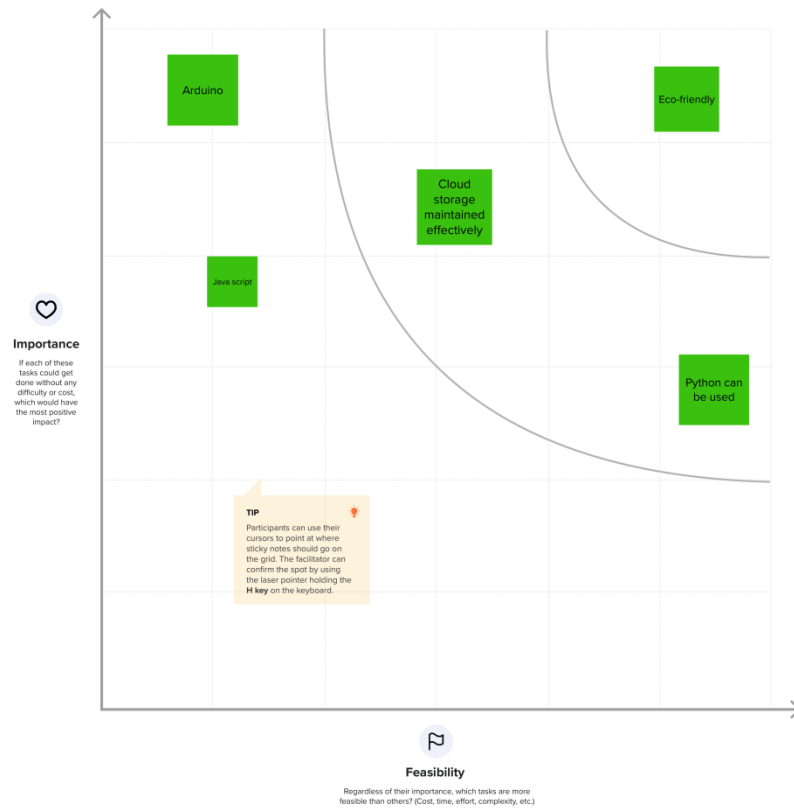 Arduino
Eco-friendly
Cloud
storage
maintained
effectively
Java script
Importance
If each of these
tasks could get
done without any
difficulty or cost,
which would have
the most positive
impact?
Python can
be used
TIP
Participants can use their
cursors to point at where
sticky notes should go on
the grid. The facilitator can
confirm the spot by using
the laser pointer holding the
H key on the keyboard.
Feasibility
Regardless of their importance, which tasks are more
feasible than others? (Cost, time, effort, complexity, etc.)